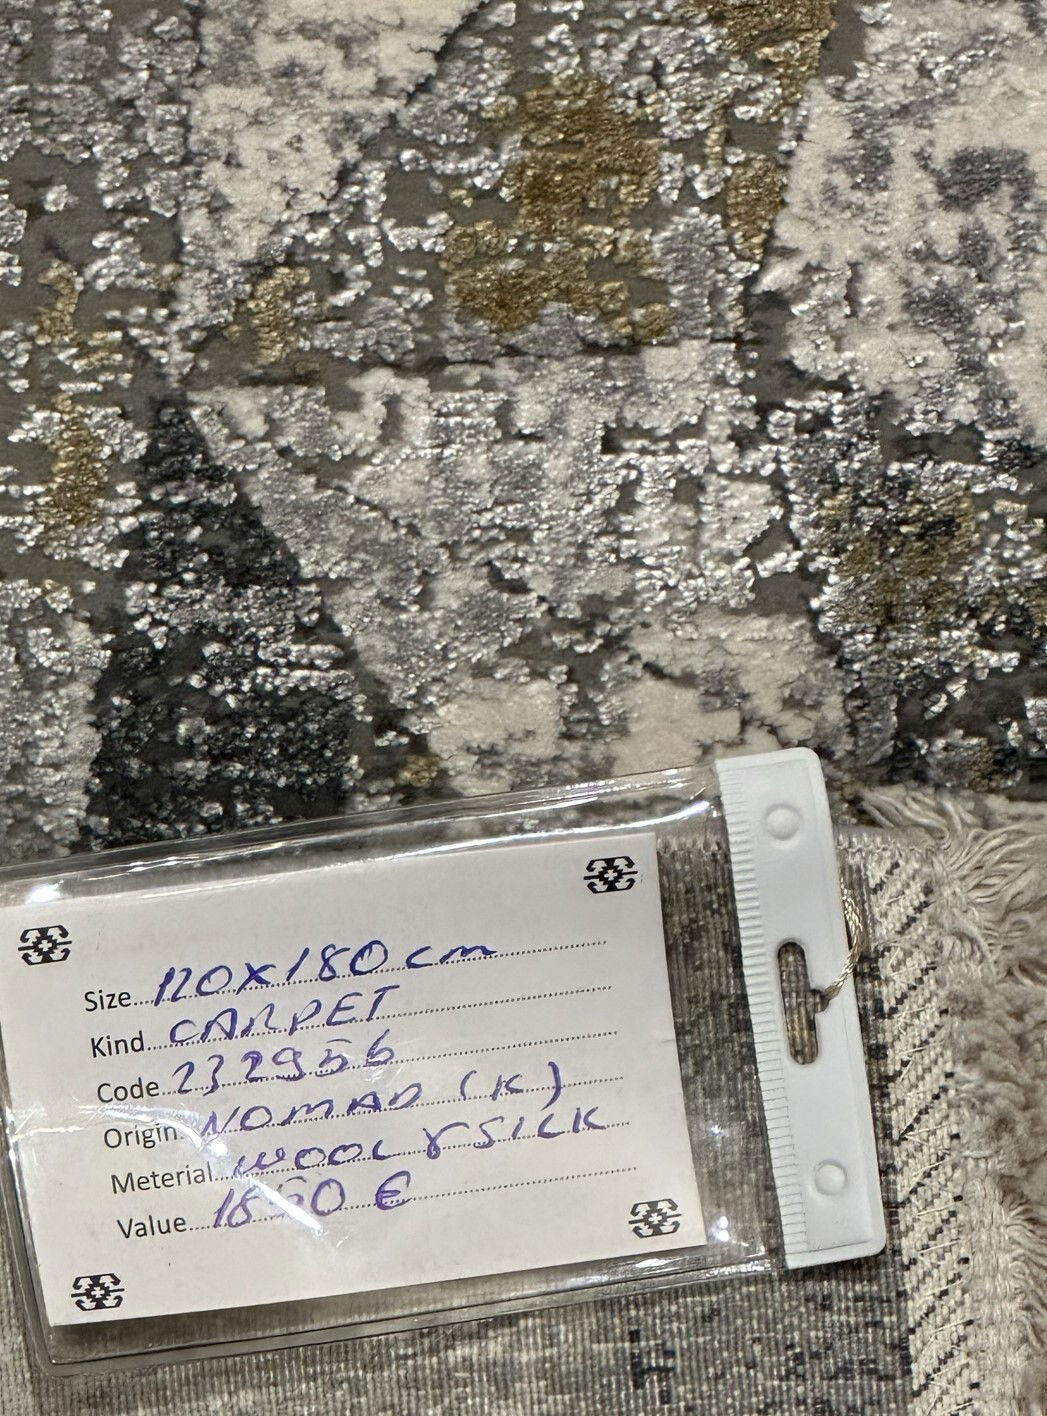 Size 120X180 cm
Kind CARPET
Code 232956
Origin NOMAD (K)
Meterial WOOL & SILK
Value 1850 €